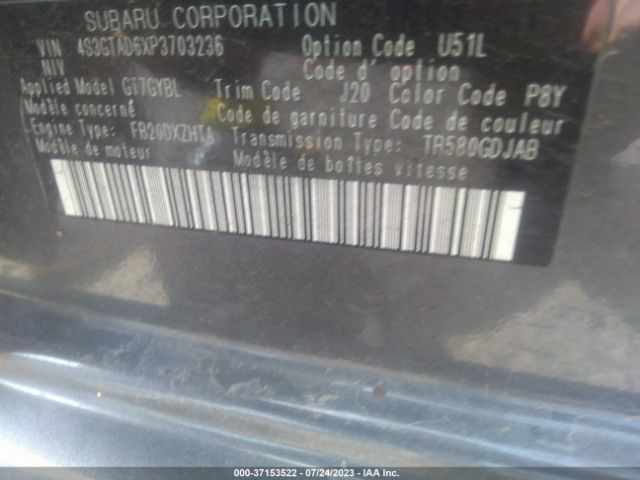 SUBARU CORPORATION
VIN 4S3GTAD6XP3703236 Option Code U51L
NIV Code d' option
Applied Model GT7GYBL Trim Code J20 Color Code P8Y
Modèle concerné Code de garniture Code de couleur
Engine Type: FB20DXZHTA Transmission Type: TR580GDJAB
Modèle de moteur Modèle de boîtes vitesse
000-37153522 / 07/24/2023 - IAA Inc.